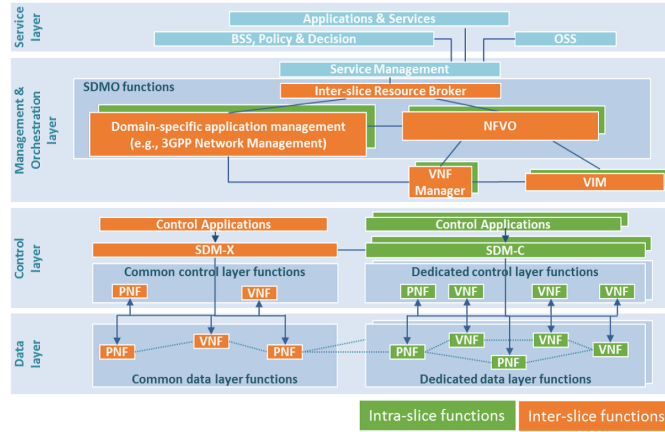 Service
layer
Applications & Services
BSS, Policy & Decision
OSS
Service Management
Management &
Orchestration
layer
SDMO functions
Inter-slice Resource Broker
Domain-specific application management
(e.g., 3GPP Network Management)
NFVO
VNF
Manager
VIM
Control
layer
Control Applications
Control Applications
SDM-X
SDM-C
Common control layer functions
Dedicated control layer functions
PNF
VNF
PNF
VNF
VNF
VNF
Data
layer
PNF
VNF
PNF
PNF
VNF
PNF
VNF
VNF
Common data layer functions
Dedicated data layer functions
Intra-slice functions
Inter-slice functions